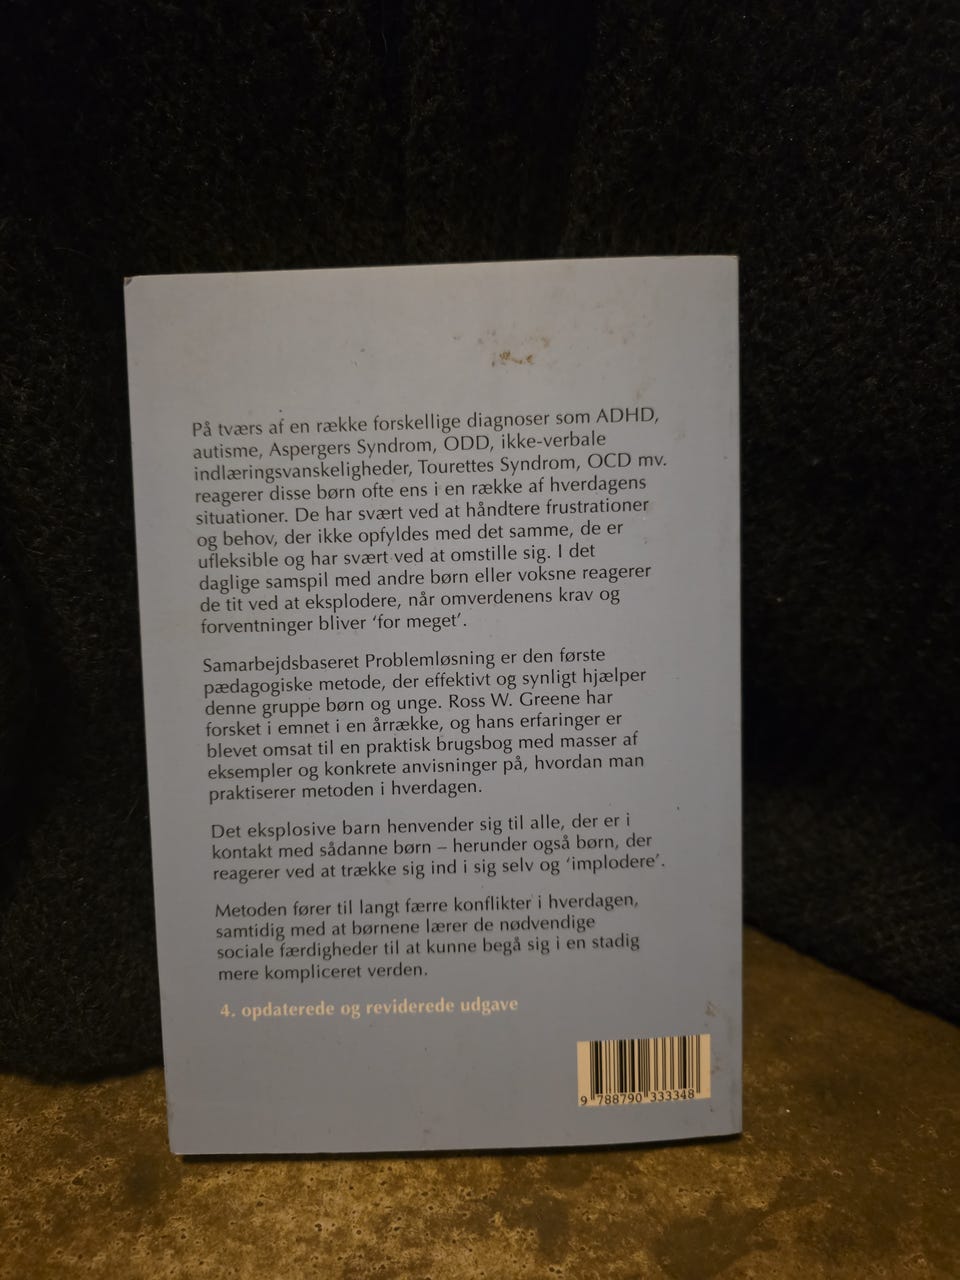 På tværs af en række forskellige diagnoser som ADHD,
autisme, Aspergers Syndrom, ODD, ikke-verbale
indlæringsvanskeligheder, Tourettes Syndrom, OCD mv.
reagerer disse børn ofte ens i en række af hverdagens
situationer. De har svært ved at håndtere frustrationer
og behov, der ikke opfyldes med det samme, de er
ufleksible og har svært ved at omstille sig. I det
daglige samspil med andre børn eller voksne reagerer
de tit ved at eksplodere, når omverdenens krav og
forventninger bliver ‘for meget’.
Samarbejdsbaseret Problemløsning er den første
pædagogiske metode, der effektivt og synligt hjælper
denne gruppe børn og unge. Ross W. Greene har
forsket i emnet i en årrække, og hans erfaringer er
blevet omsat til en praktisk brugsbog med masser af
eksempler og konkrete anvisninger på, hvordan man
praktiserer metoden i hverdagen.
Det eksplosive barn henvender sig til alle, der er i
kontakt med sådanne børn – herunder også børn, der
reagerer ved at trække sig ind i sig selv og ‘implodere’.
Metoden fører til langt færre konflikter i hverdagen,
samtidig med at børnene lærer de nødvendige
sociale færdigheder til at kunne begå sig i en stadig
mere kompliceret verden.
4. opdaterede og reviderede udgave
9 788790 333348